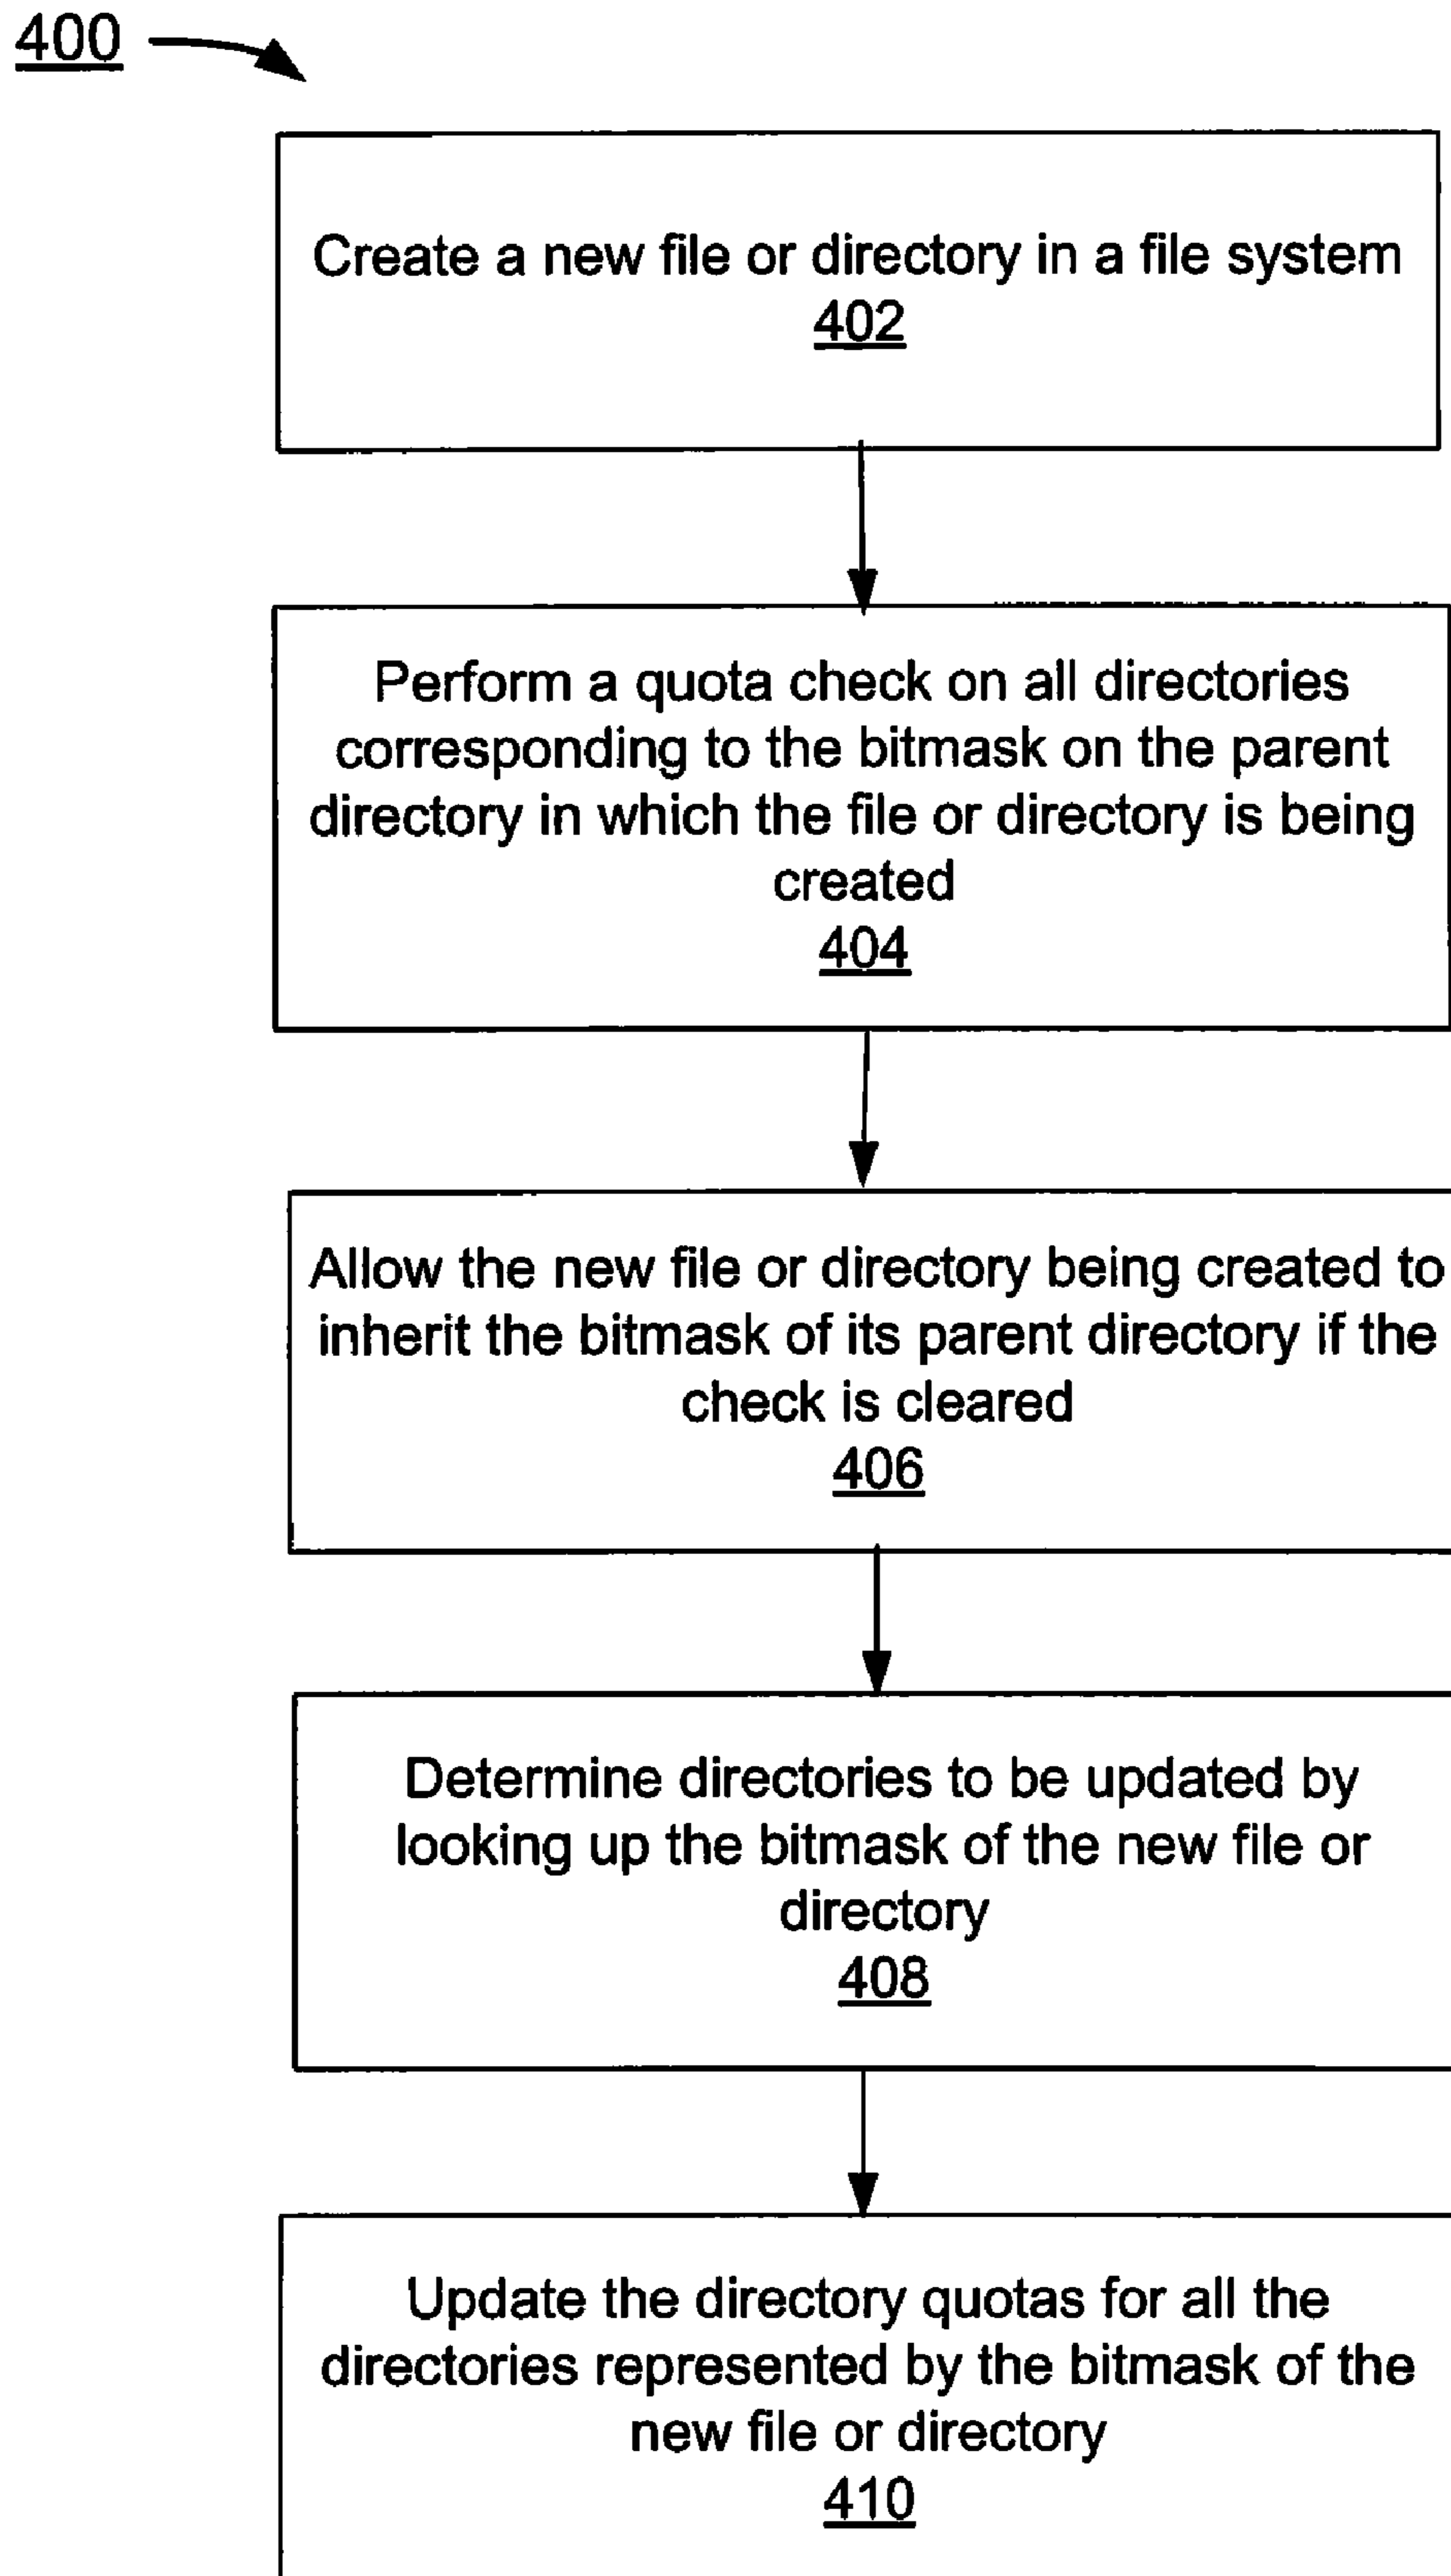 400
Create a new file or directory in a file system
402
Perform a quota check on all directories
corresponding to the bitmask on the parent
directory in which the file or directory is being
created
404
Allow the new file or directory being created to
inherit the bitmask of its parent directory if the
check is cleared
406
Determine directories to be updated by
looking up the bitmask of the new file or
directory
408
Update the directory quotas for all the
directories represented by the bitmask of the
new file or directory
410